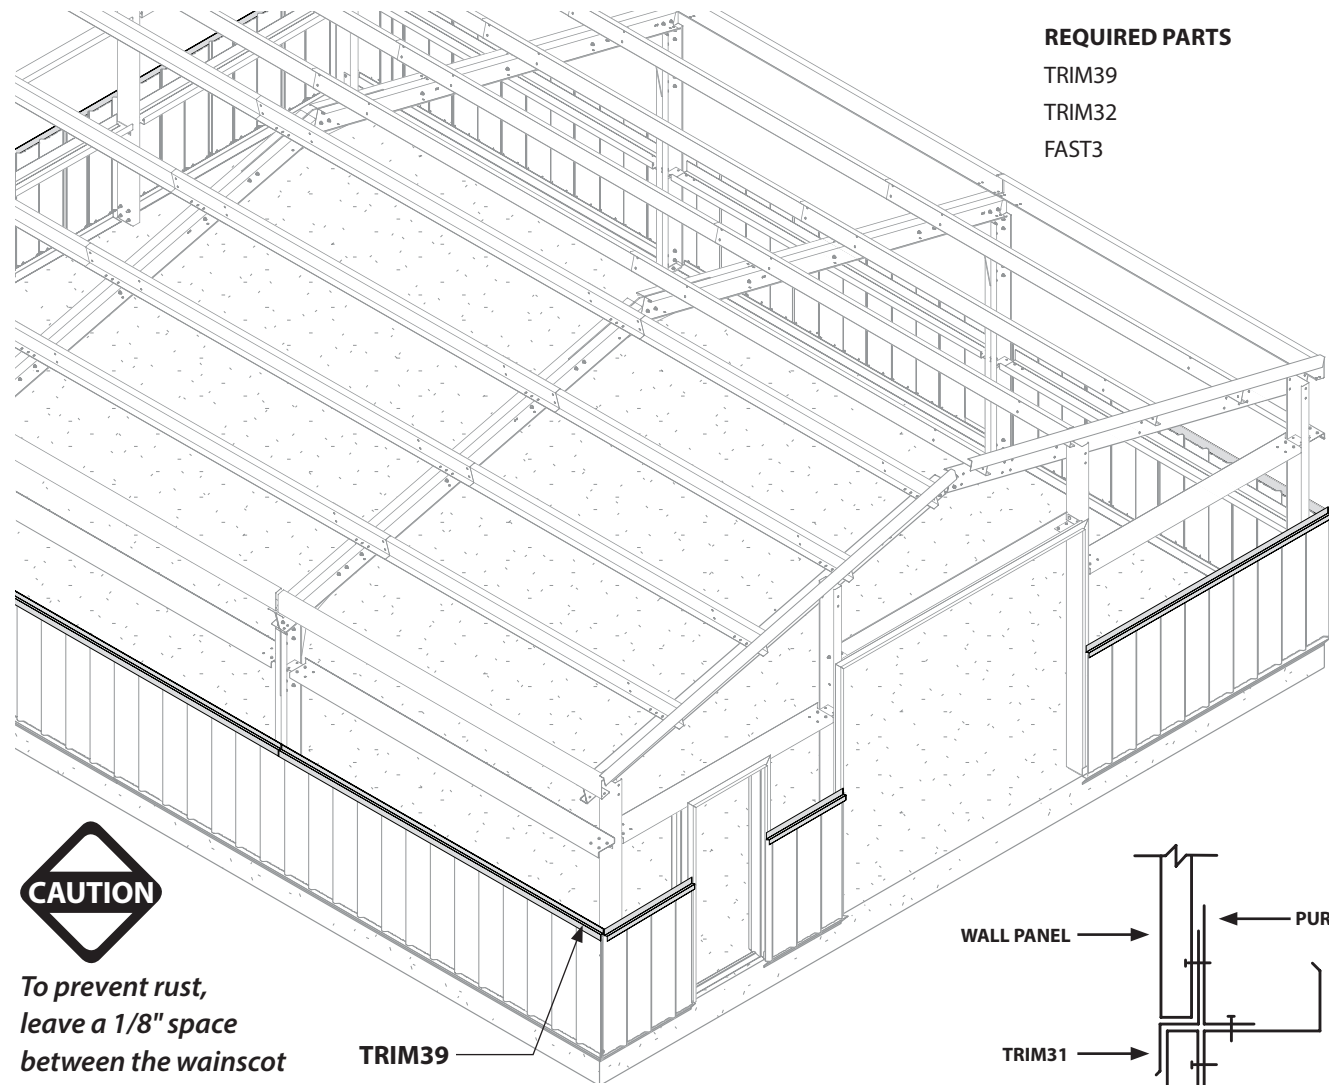 REQUIRED PARTS
TRIM39
TRIM32
FAST3
CAUTION
To prevent rust,
leave a 1/8" space
between the wainscot
TRIM39
WALL PANEL
PUR
TRIM31